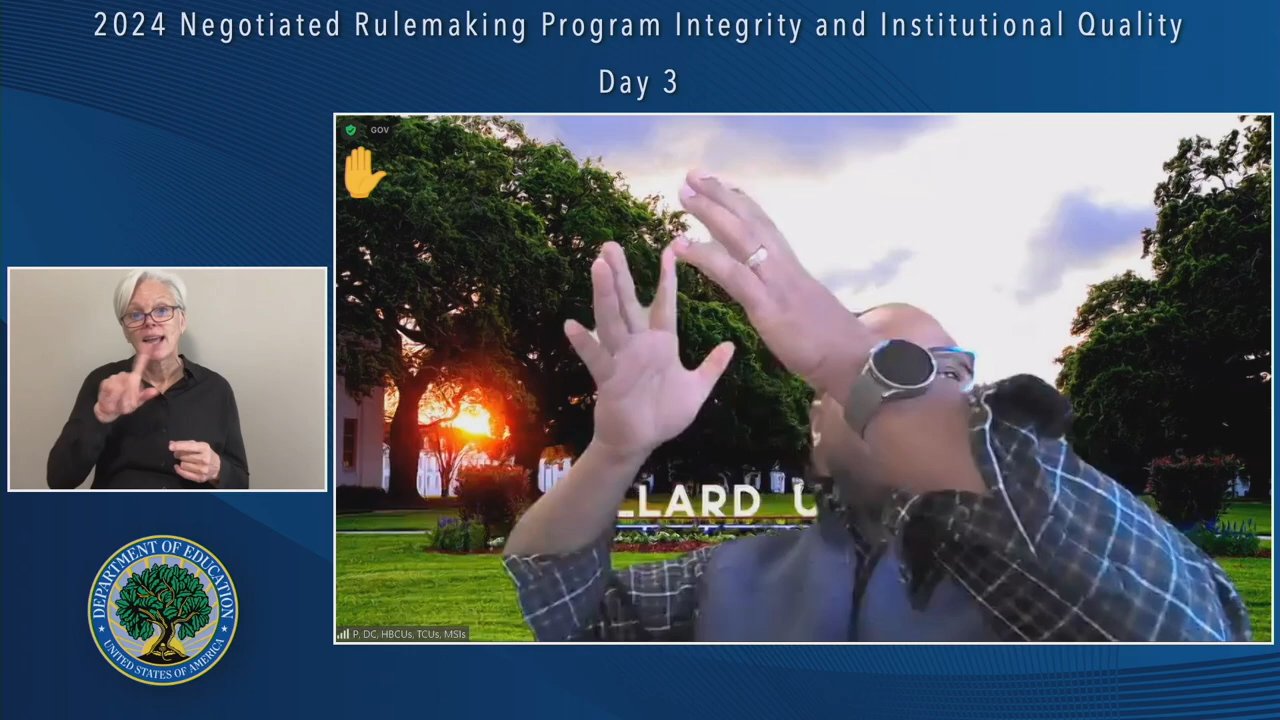 2024 Negotiated Rulemaking Program Integrity and Institutional Quality
Day 3
GOV
LLARD U
P, DC, HBCUs, TCUs, MSIs
DEPARTMENT OF EDUCATION
UNITED STATES OF AMERICA